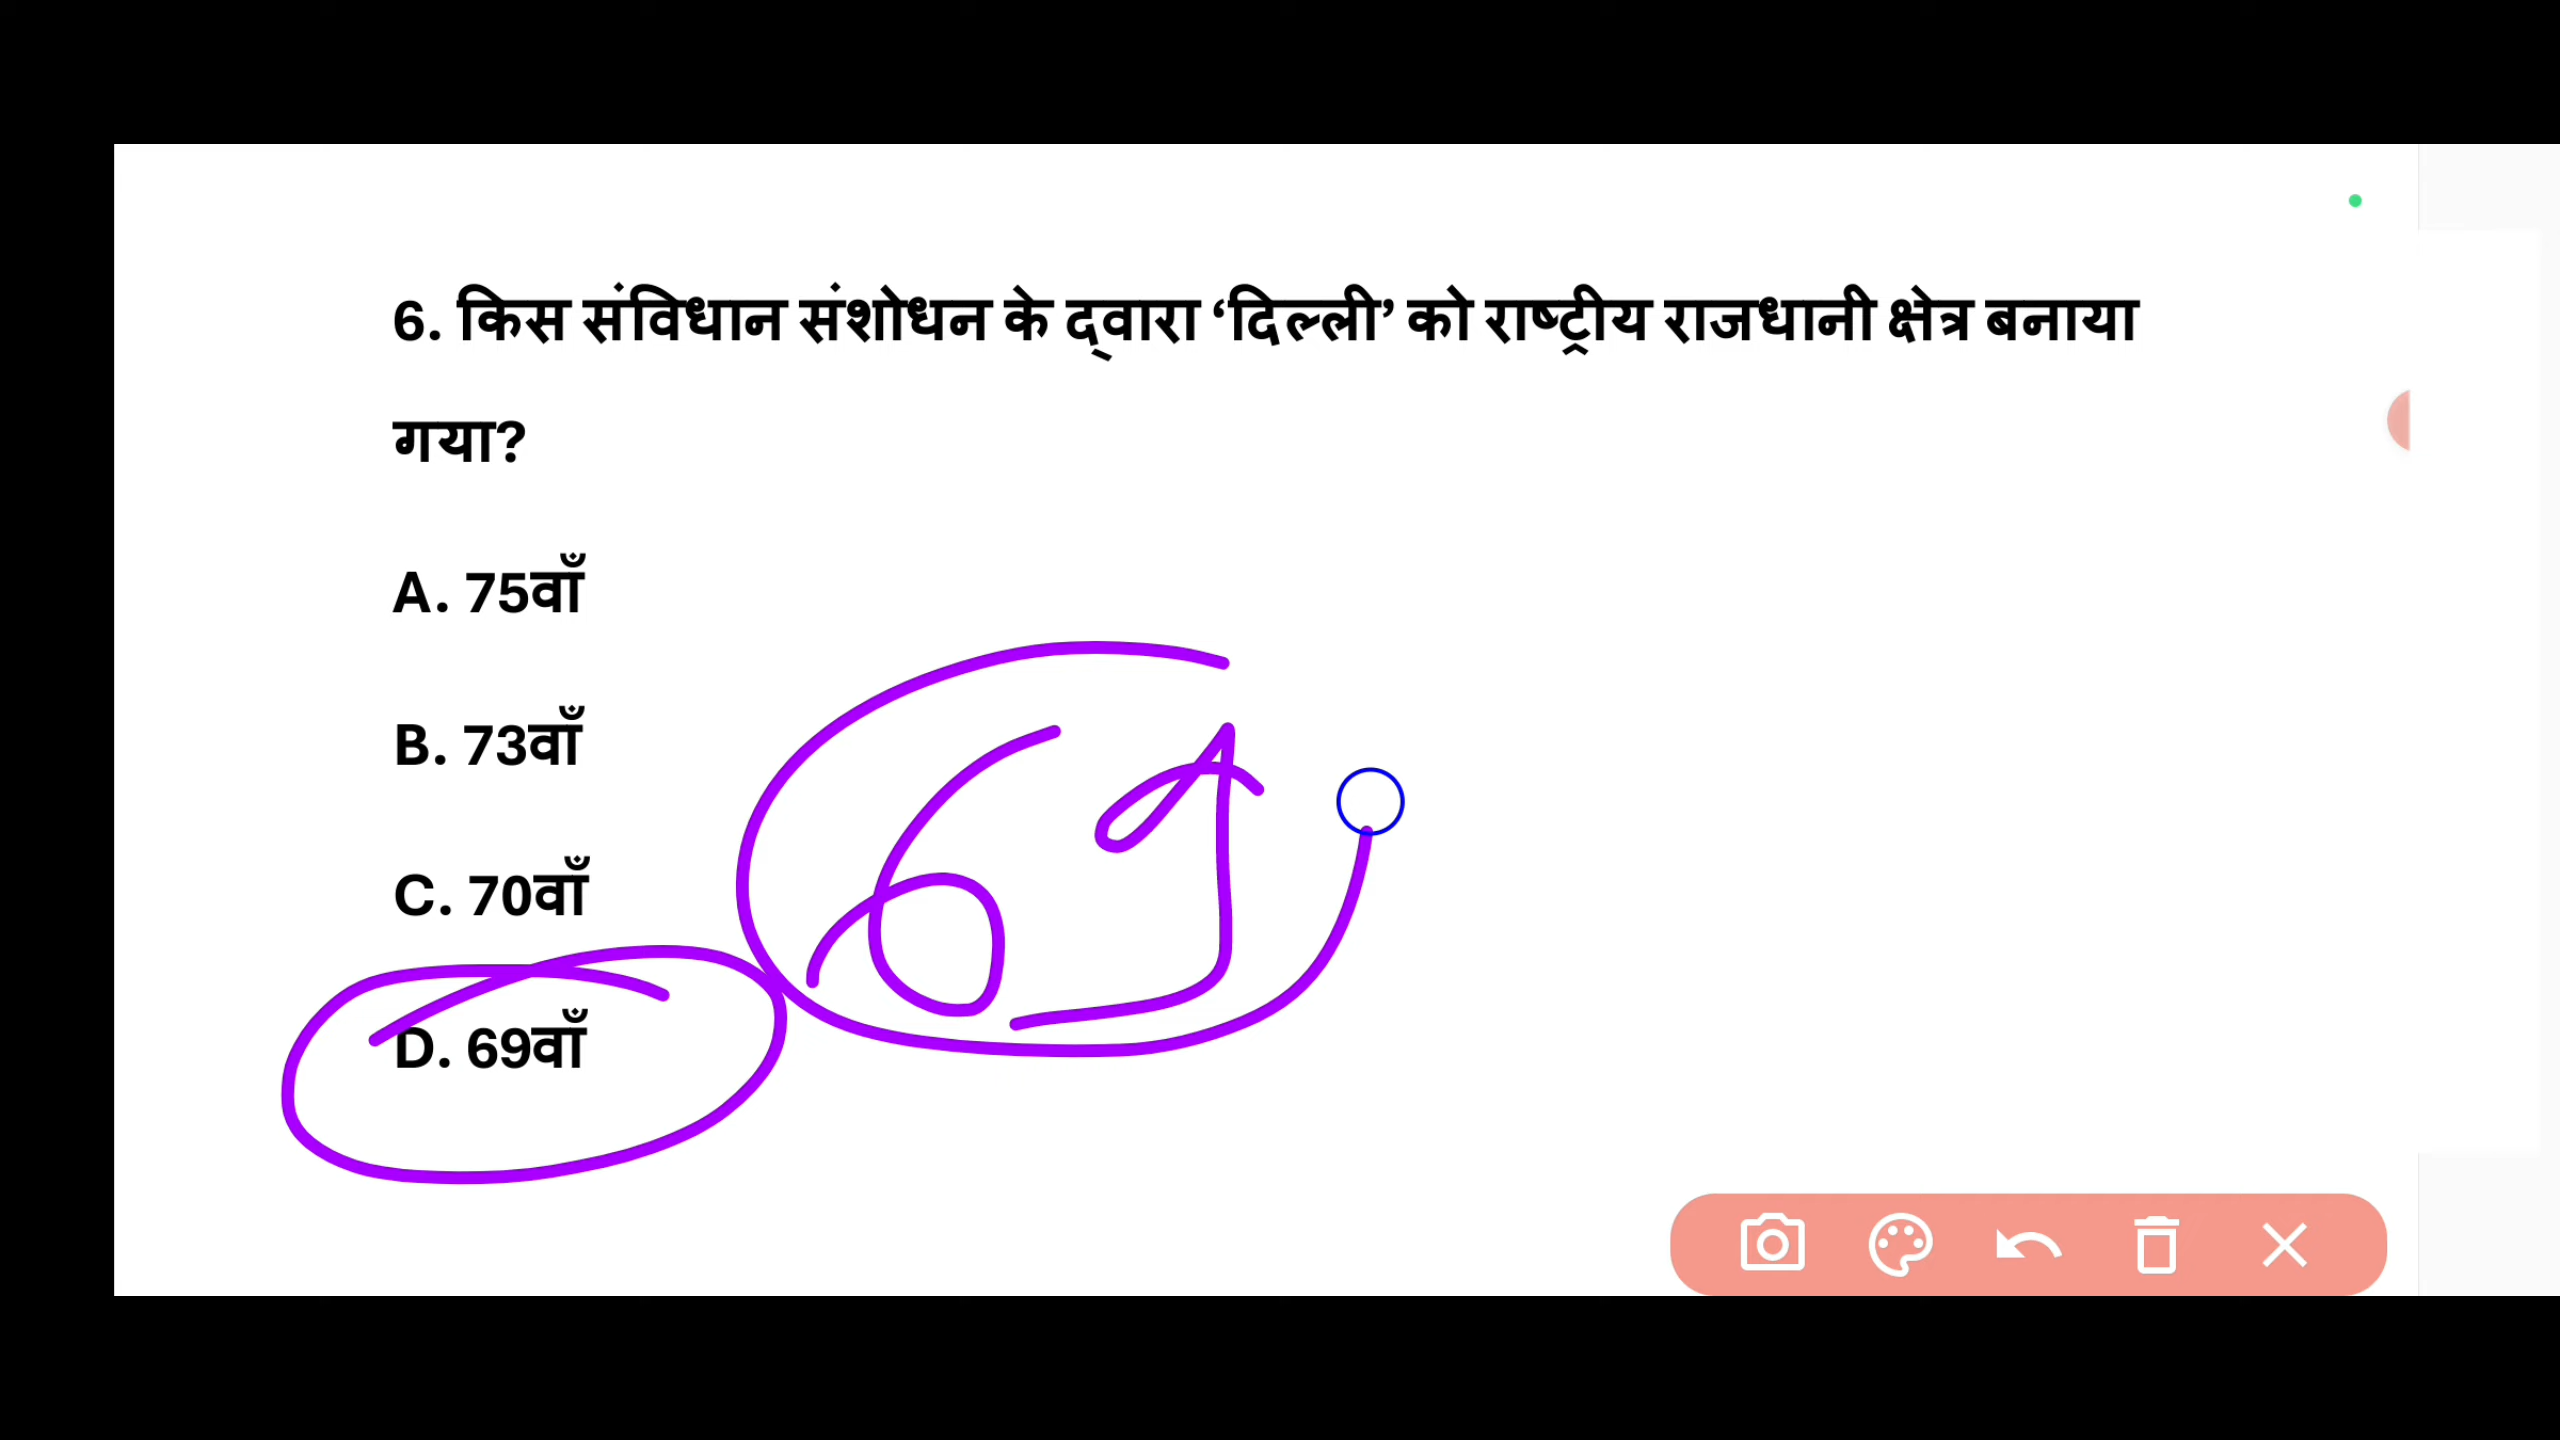 6. किस संविधान संशोधन के द्वारा ‘दिल्ली’ को राष्ट्रीय राजधानी क्षेत्र बनाया
गया?
A. 75वाँ
B. 73वाँ
C. 70वाँ
D. 69वाँ
69